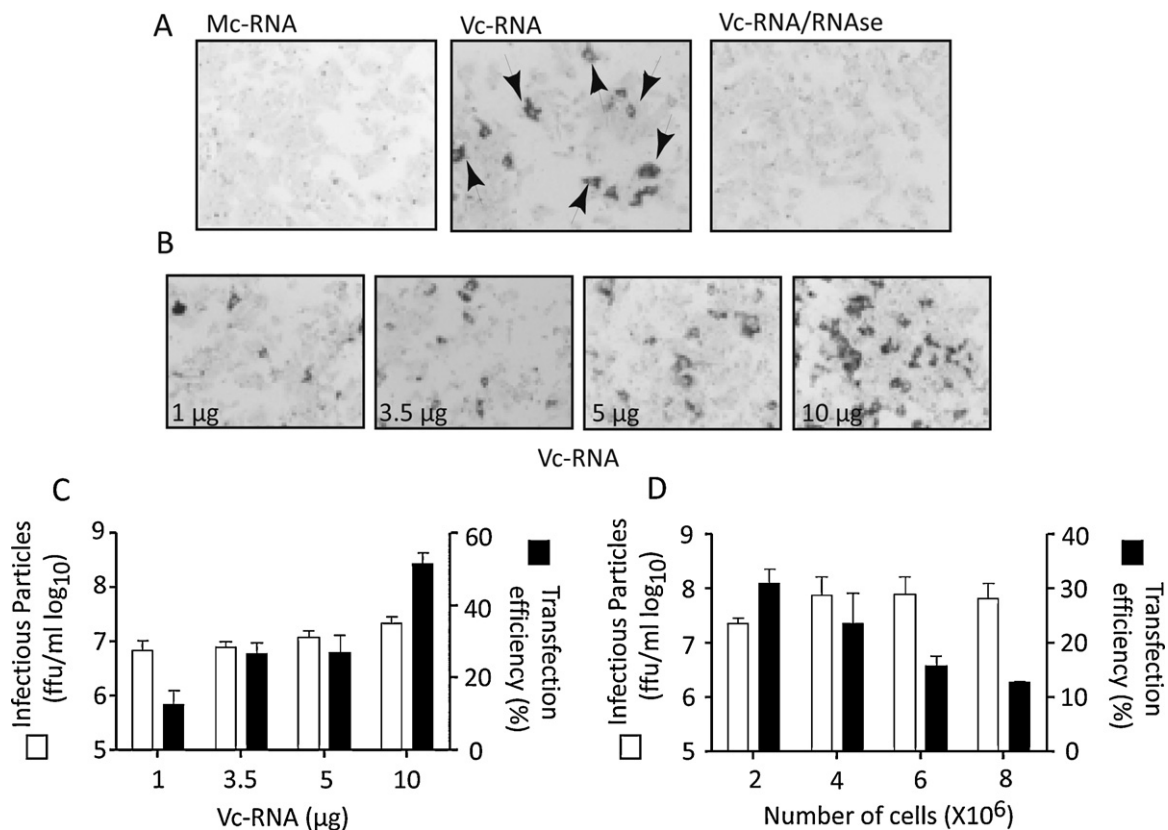 A
Mc-RNA
Vc-RNA
Vc-RNA/RNAse
B
1 µg
3.5 µg
5 µg
10 µg
Vc-RNA
C
Infectious Particles
(ffu/ml log10)
9
8
7
6
5
60
40
20
0
Transfection
efficiency (%)
1
3.5
5
10
Vc-RNA (µg)
D
Infectious Particles
(ffu/ml log10)
9
8
7
6
5
40
30
20
10
0
Transfection
efficiency (%)
2
4
6
8
Number of cells (X10⁶)